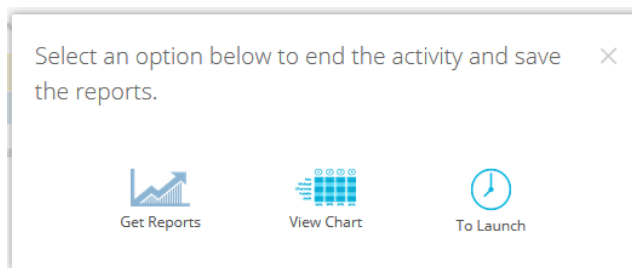 Select an option below to end the activity and save
the reports.
Get Reports
View Chart
To Launch